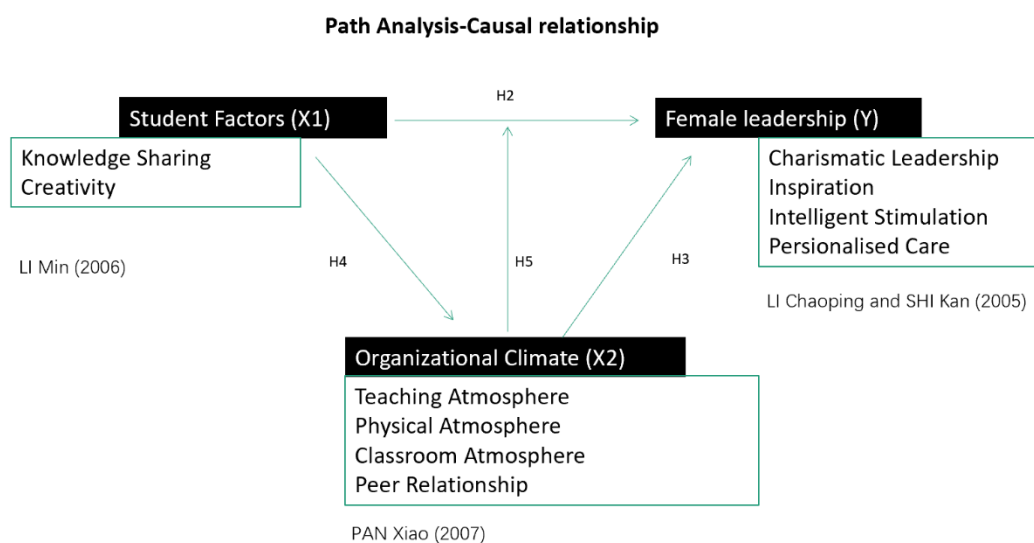 Path Analysis-Causal relationship
H2
Student Factors (X1)
Female leadership (Y)
Knowledge Sharing
Creativity
Charismatic Leadership
Inspiration
Intelligent Stimulation
Persionalised Care
LI Min (2006)
H4
H5
H3
LI Chaoping and SHI Kan (2005)
Organizational Climate (X2)
Teaching Atmosphere
Physical Atmosphere
Classroom Atmosphere
Peer Relationship
PAN Xiao (2007)